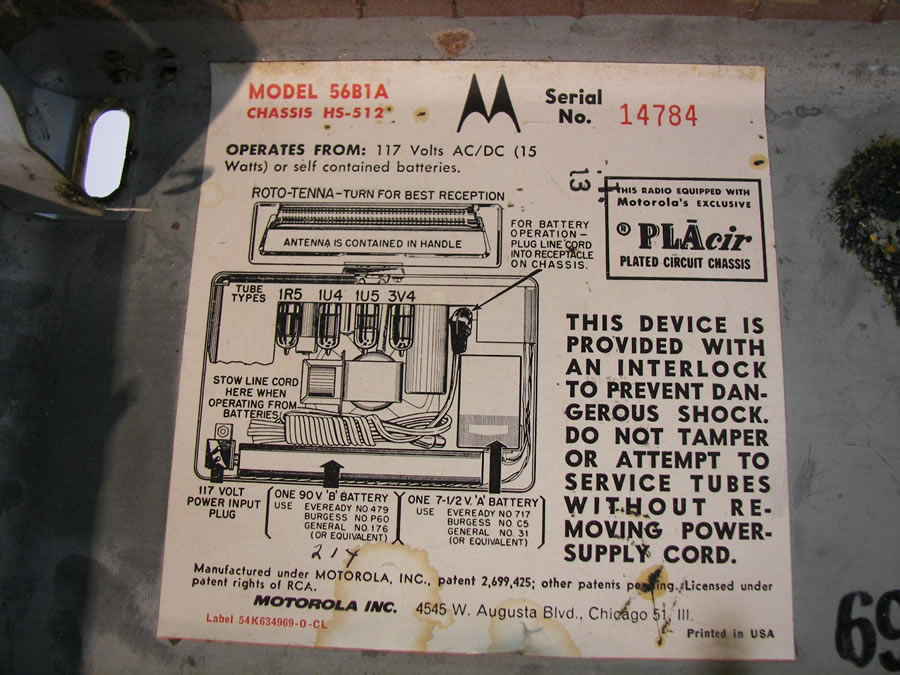 MODEL 56B1A
CHASSIS HS-512
Serial
No. 14784
OPERATES FROM: 117 Volts AC/DC (15
Watts) or self contained batteries.
13
ROTO-TENNA-TURN FOR BEST RECEPTION
ANTENNA IS CONTAINED IN HANDLE
FOR BATTERY
OPERATION-
PLUG LINE CORD
INTO RECEPTACLE
ON CHASSIS.
THIS RADIO EQUIPPED WITH
Motorola's EXCLUSIVE
® PLĀcir
PLATED CIRCUIT CHASSIS
TUBE
TYPES
1R5 1U4 1U5 3V4
STOW LINE CORD
HERE WHEN
OPERATING FROM
BATTERIES
THIS DEVICE IS
PROVIDED WITH
AN INTERLOCK
TO PREVENT DAN-
GEROUS SHOCK.
DO NOT TAMPER
OR ATTEMPT TO
SERVICE TUBES
WITHOUT RE-
MOVING POWER-
SUPPLY CORD.
117 VOLT
POWER INPUT
PLUG
ONE 90 V 'B' BATTERY
USE EVEREADY NO 479
BURGESS NO P60
GENERAL NO. 176
(OR EQUIVALENT)
ONE 7-1/2 V. 'A' BATTERY
USE EVEREADY NO 717
BURGESS NO. C5
GENERAL NO. 31
(OR EQUIVALENT)
214
Manufactured under MOTOROLA, INC., patent 2,699,425; other patents pending. Licensed under
patent rights of RCA.
MOTOROLA INC. 4545 W. Augusta Blvd., Chicago 51, Ill.
Label 54K634969-O-CL
Printed in USA
69